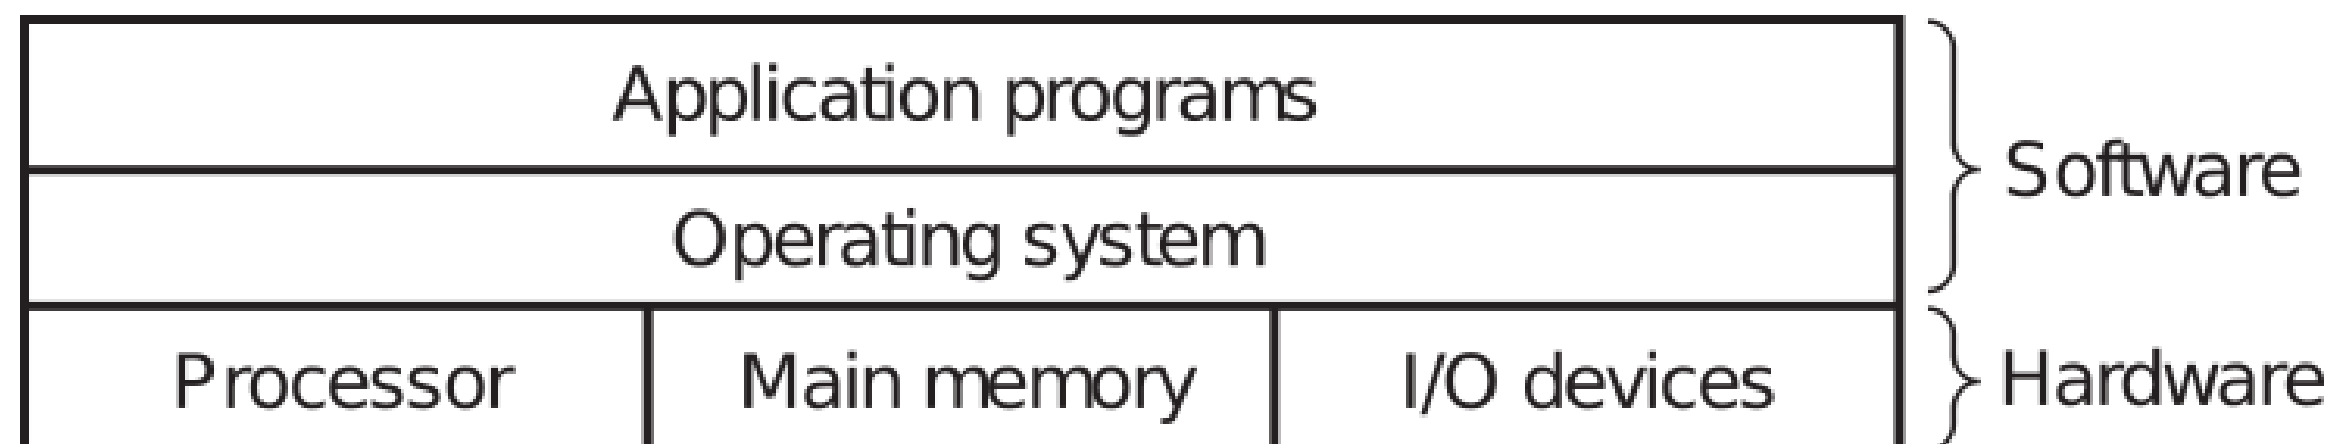 Application programs
Software
Operating system
Processor Main memory I/O devices Hardware